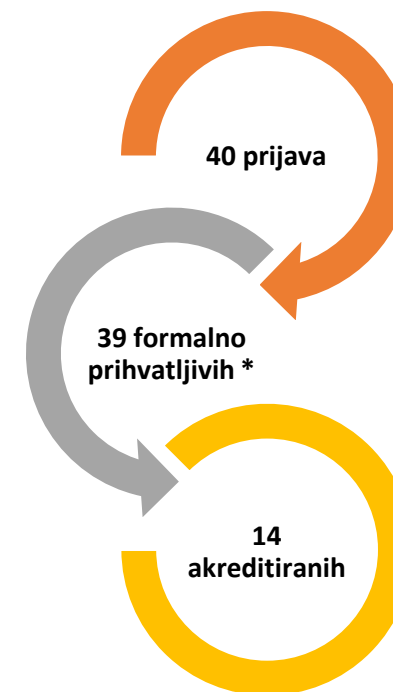 40 prijava
39 formalno
prihvatljivih *
14
akreditiranih